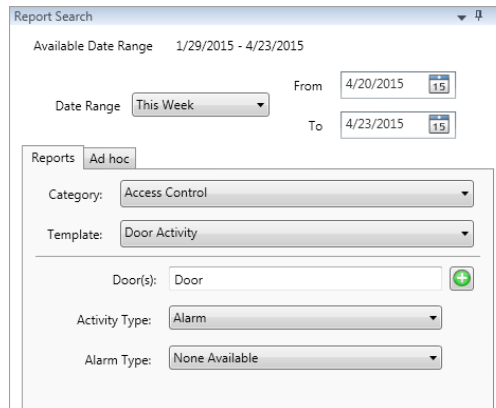 Report Search
Available Date Range 1/29/2015 - 4/23/2015
From 4/20/2015 15
Date Range This Week
To 4/23/2015 15
Reports Ad hoc
Category: Access Control
Template: Door Activity
Door(s): Door
Activity Type: Alarm
Alarm Type: None Available